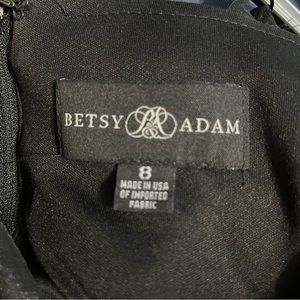 BETSY ADAM
8
MADE IN USA
OF IMPORTED
FABRIC